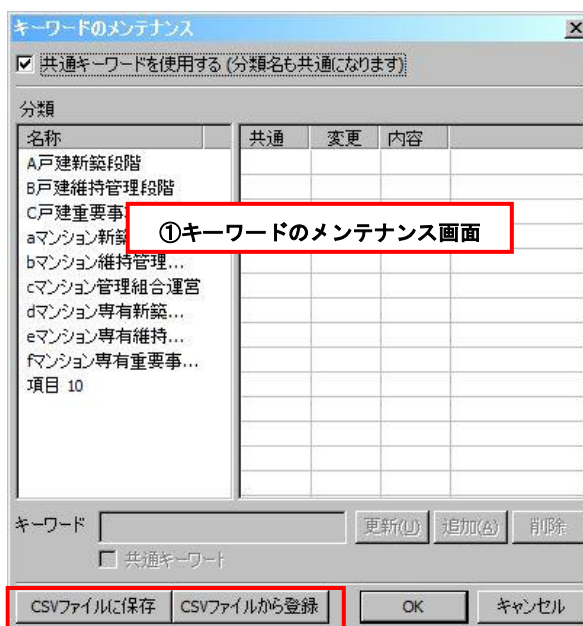 キーワードのメンテナンス
共通キーワードを使用する (分類名も共通になります)
分類
名称 共通 変更 内容
A戸建新築段階
B戸建維持管理段階
C戸建重要事
①キーワードのメンテナンス画面
aマンション新築
bマンション維持管理...
cマンション管理組合運営
dマンション専有新築...
eマンション専有維持...
fマンション専有重要事...
項目 10
キーワード 更新(U) 追加(A) 削除
共通キーワード
CSVファイルに保存 CSVファイルから登録 OK キャンセル